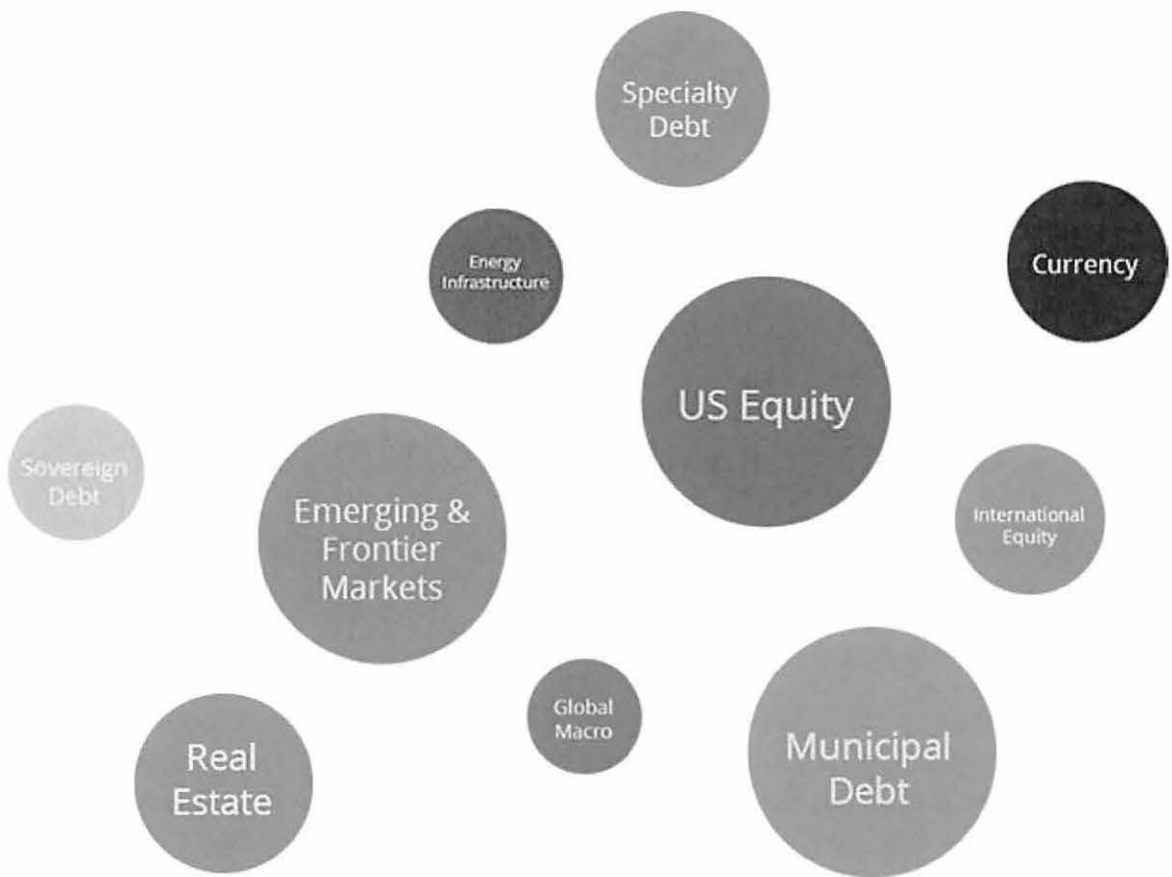 Specialty
Debt
Energy
Infrastructure
Currency
US Equity
Sovereign
Debt
Emerging &
Frontier
Markets
International
Equity
Global
Macro
Real
Estate
Municipal
Debt